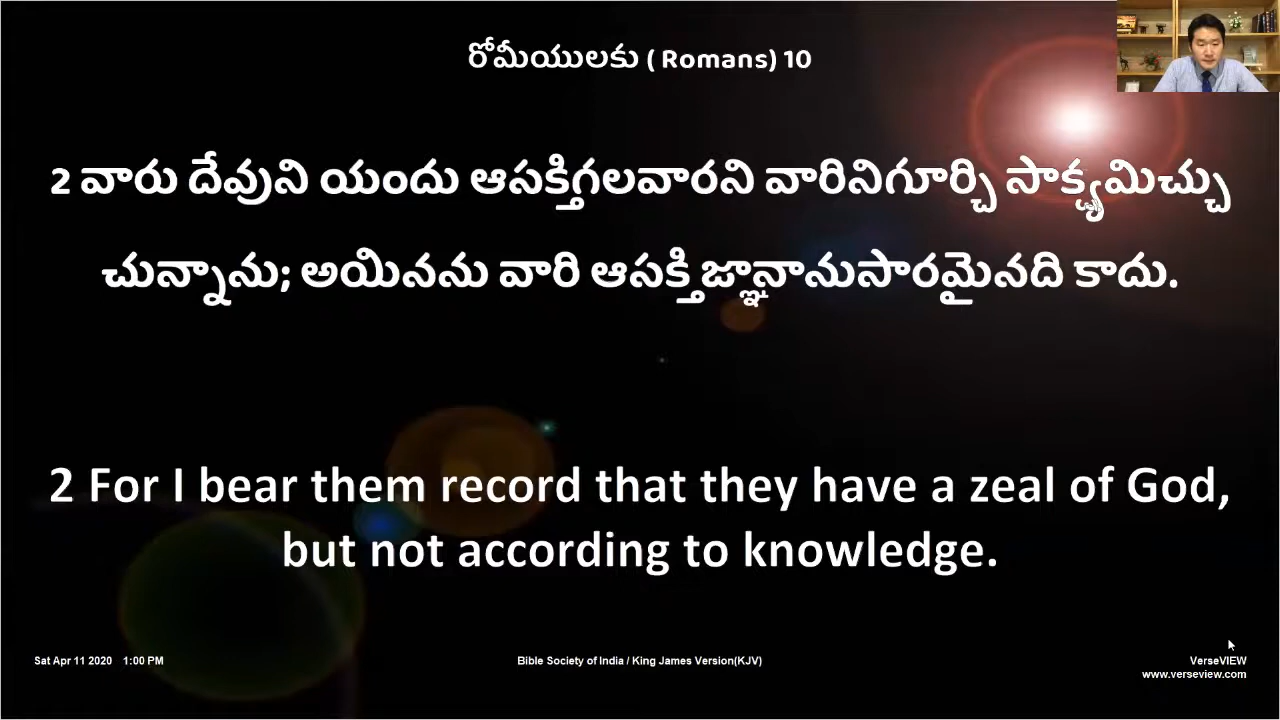 రోమీయులకు ( Romans) 10
2 వారు దేవుని యందు ఆసక్తిగలవారని వారినిగూర్చి సాక్ష్యమిచ్చు
చున్నాను; అయినను వారి ఆసక్తి జ్ఞానానుసారమైనది కాదు.
2 For I bear them record that they have a zeal of God,
but not according to knowledge.
Sat Apr 11 2020 1:00 PM
Bible Society of India / King James Version(KJV)
VerseVIEW
www.verseview.com